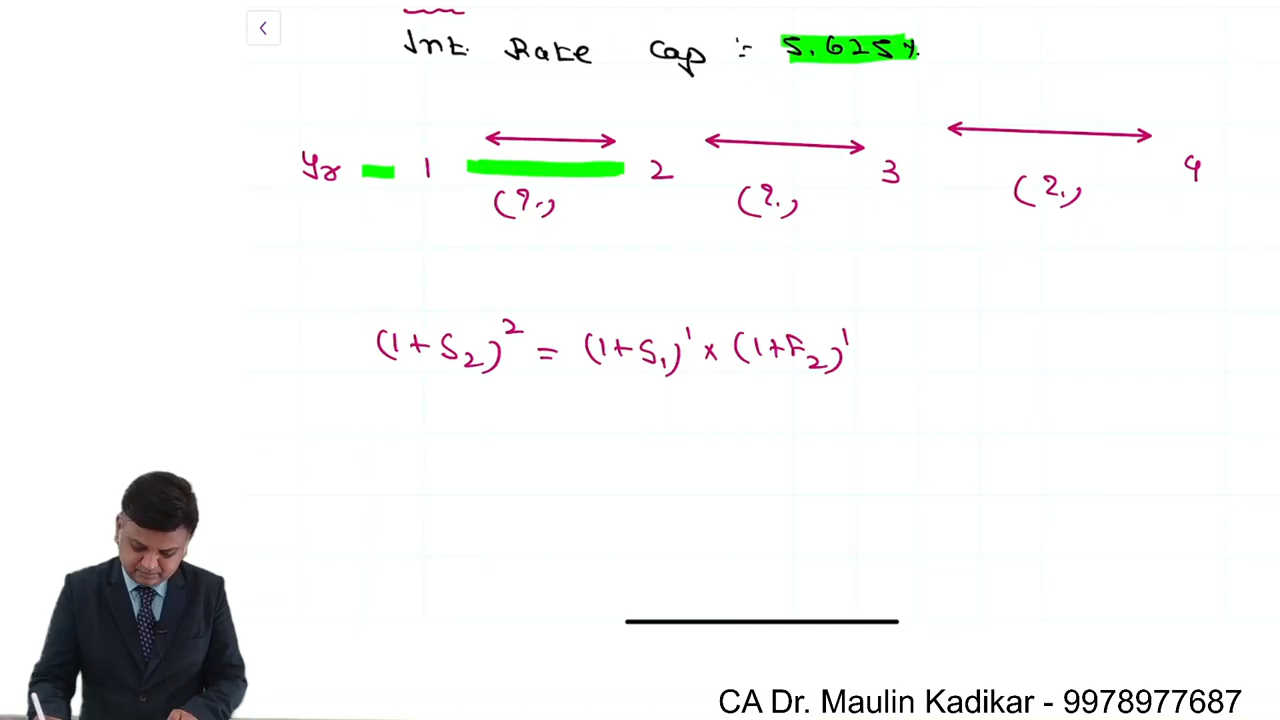 Int. Rate Cap :- 5.625%.
Yr 1 2 3 4
(?) (?) (?)
(1+S₂)² = (1+S₁)¹ × (1+F₂)¹
CA Dr. Maulin Kadikar - 9978977687